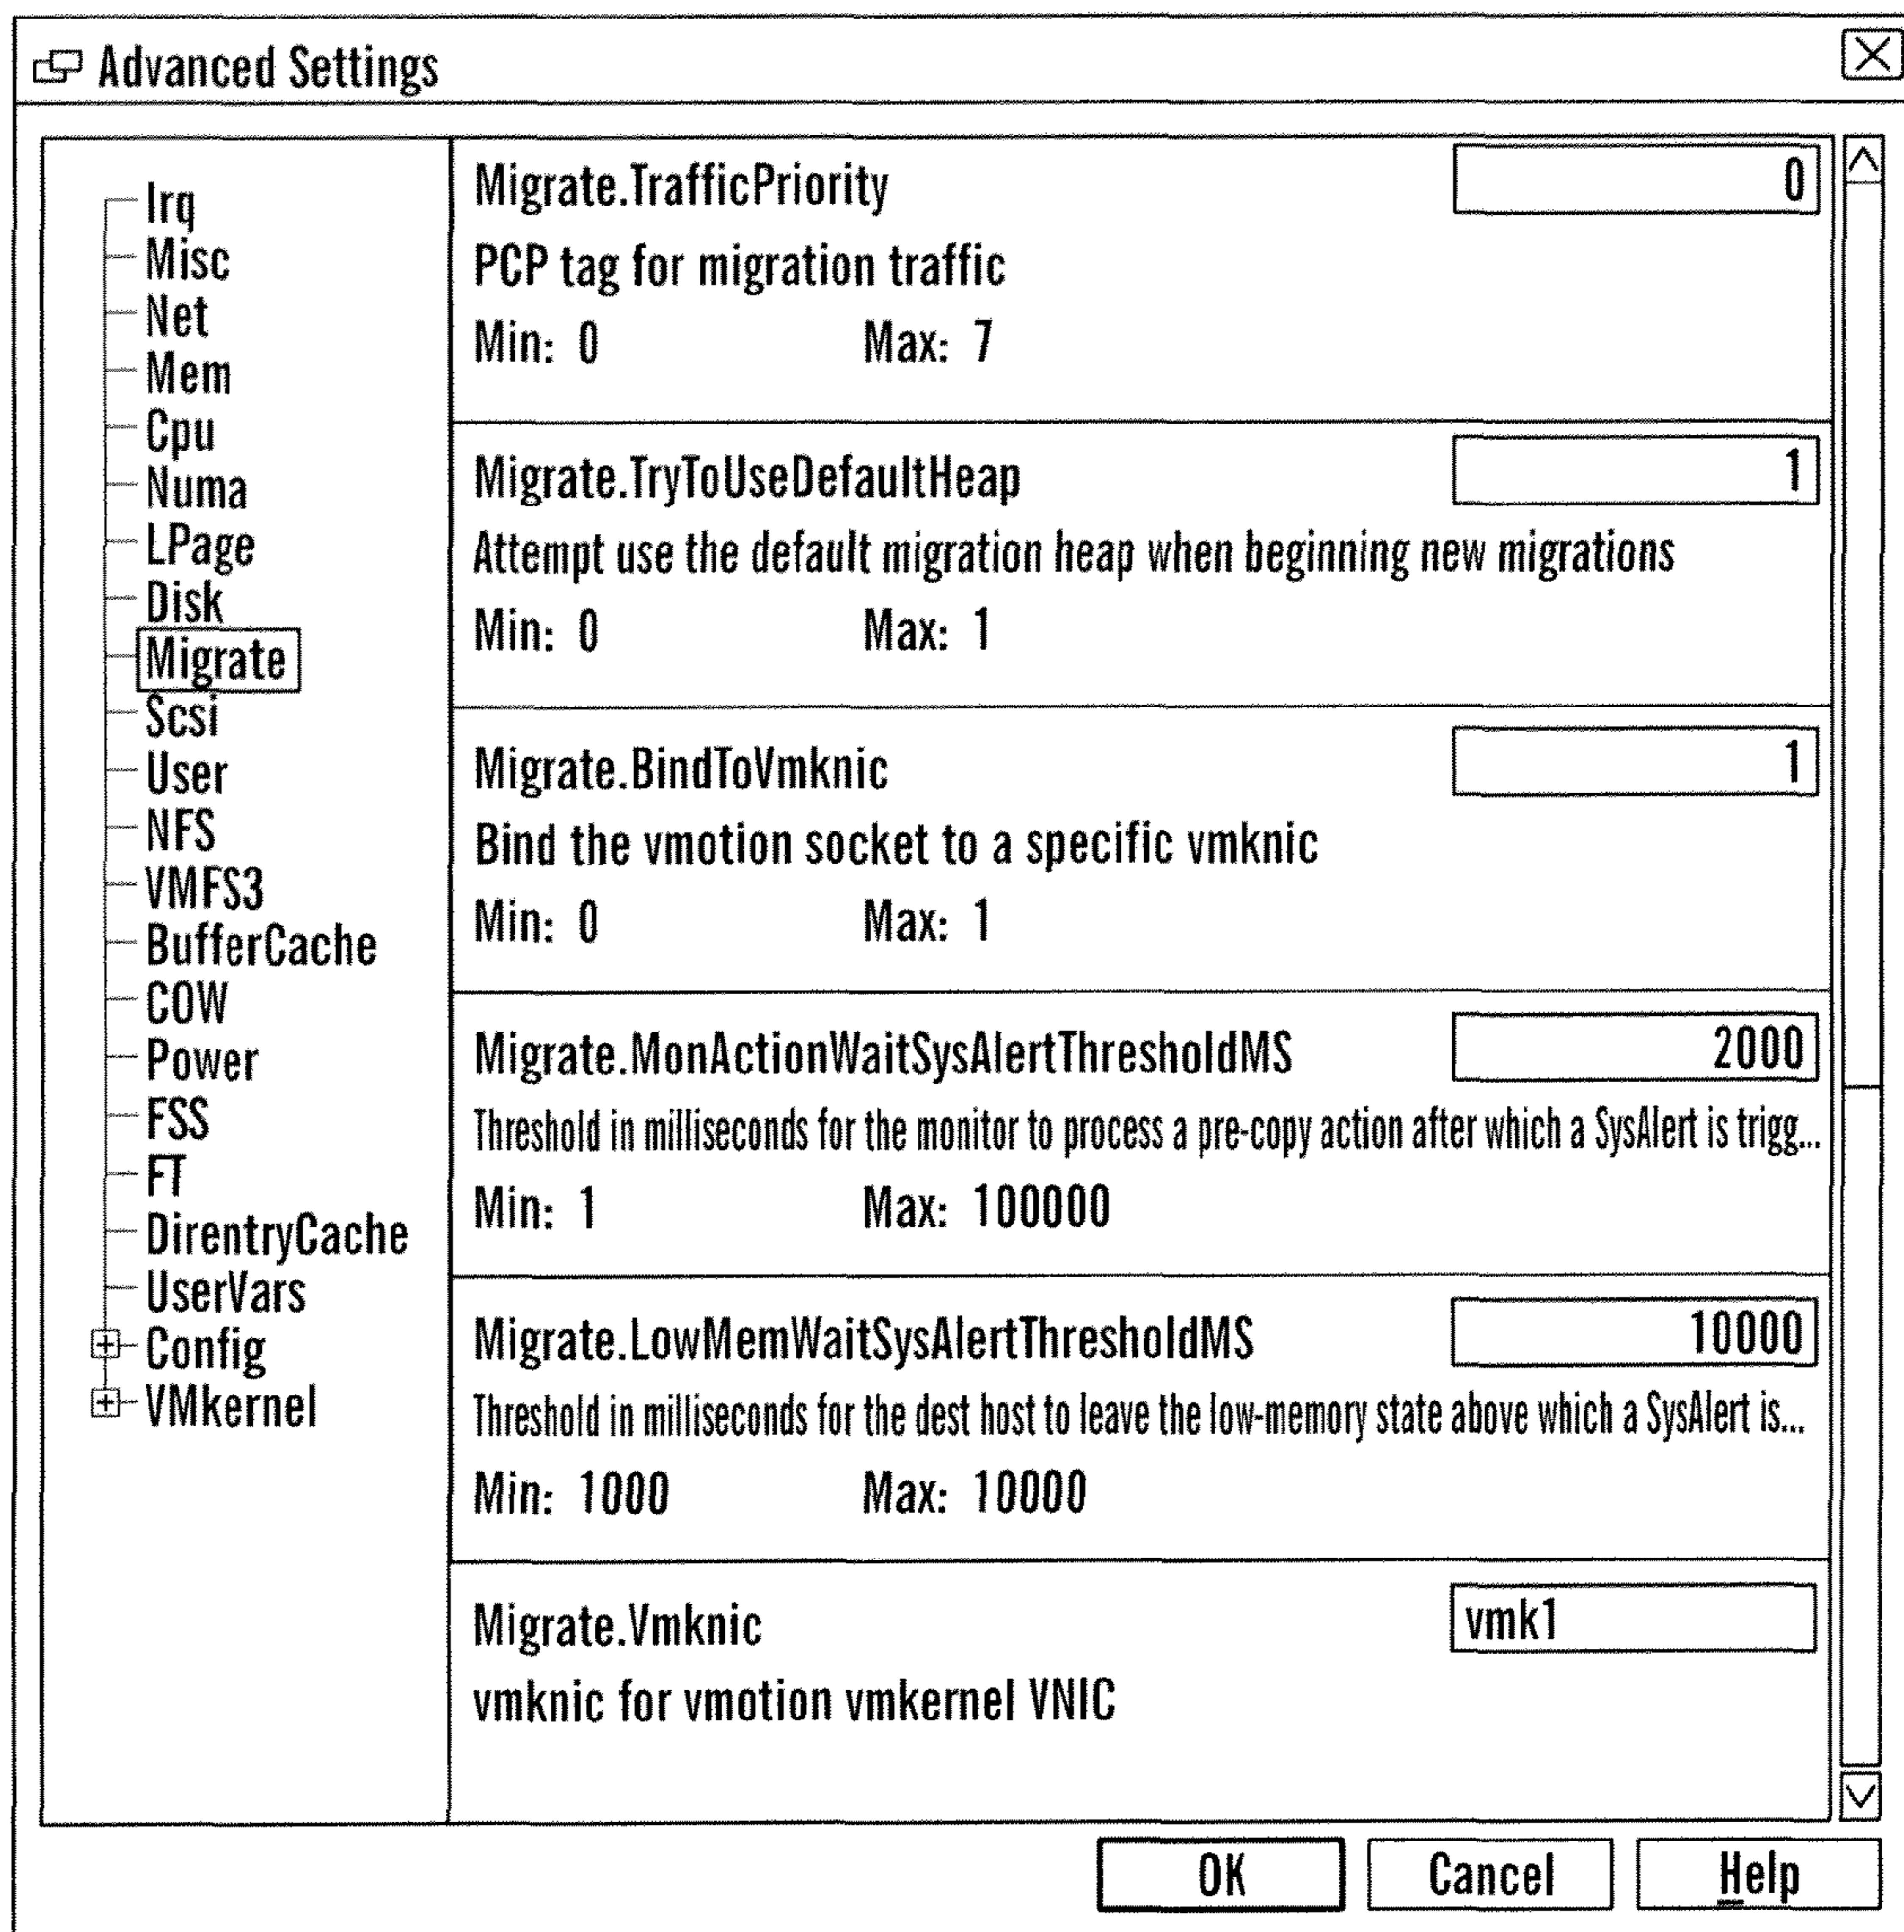 Advanced Settings
Irq
Misc
Net
Mem
Cpu
Numa
LPage
Disk
Migrate
Scsi
User
NFS
VMFS3
BufferCache
COW
Power
FSS
FT
DirentryCache
UserVars
Config
VMkernel
Migrate.TrafficPriority 0
PCP tag for migration traffic
Min: 0 Max: 7
Migrate.TryToUseDefaultHeap 1
Attempt use the default migration heap when beginning new migrations
Min: 0 Max: 1
Migrate.BindToVmknic 1
Bind the vmotion socket to a specific vmknic
Min: 0 Max: 1
Migrate.MonActionWaitSysAlertThresholdMS 2000
Threshold in milliseconds for the monitor to process a pre-copy action after which a SysAlert is trigg...
Min: 1 Max: 100000
Migrate.LowMemWaitSysAlertThresholdMS 10000
Threshold in milliseconds for the dest host to leave the low-memory state above which a SysAlert is...
Min: 1000 Max: 10000
Migrate.Vmknic vmk1
vmknic for vmotion vmkernel VNIC
OK Cancel Help